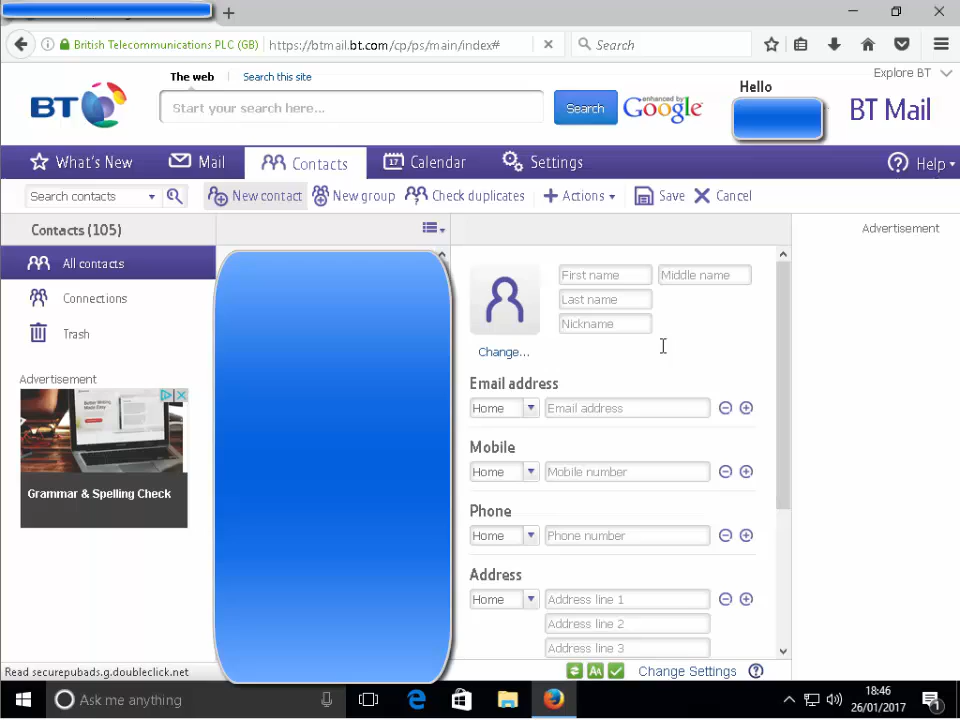 British Telecommunications PLC (GB)
https://btmail.bt.com/cp/ps/main/index#
Search
The web
Search this site
Explore BT
BT
Start your search here...
Search
enhanced by
Google
Hello
BT Mail
What's New
Mail
Contacts
17
Calendar
Settings
Help
Search contacts
New contact
New group
Check duplicates
Actions
Save
Cancel
Contacts (105)
All contacts
Connections
Trash
Advertisement
Grammar & Spelling Check
First name
Middle name
Last name
Nickname
Change...
Email address
Home
Email address
Mobile
Home
Mobile number
Phone
Home
Phone number
Address
Home
Address line 1
Address line 2
Address line 3
Advertisement
Read securepubads.g.doubleclick.net
Change Settings
Ask me anything
18:46
26/01/2017
1